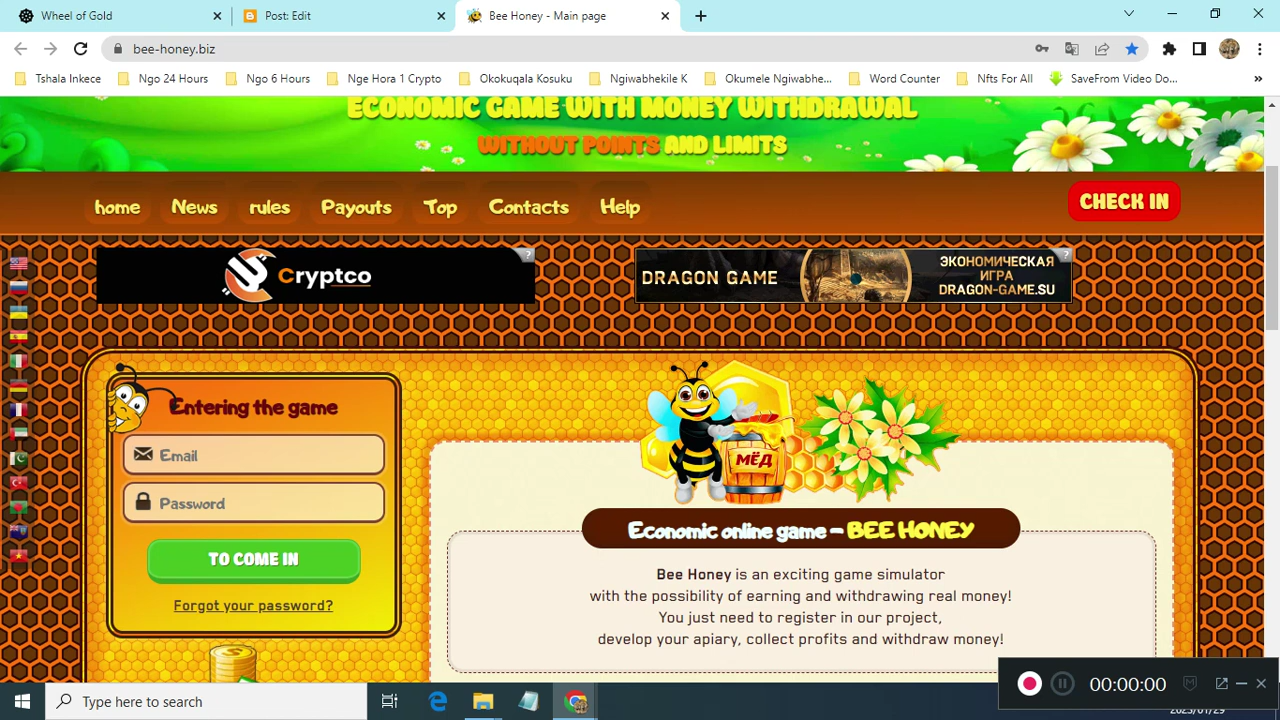 Wheel of Gold
Post: Edit
Bee Honey - Main page
bee-honey.biz
Tshala Inkece
Ngo 24 Hours
Ngo 6 Hours
Nge Hora 1 Crypto
Okokuqala Kosuku
Ngiwabhekile K
Okumele Ngiwabhe...
Word Counter
Nfts For All
SaveFrom Video Do...
»
ECONOMIC GAME WITH MONEY WITHDRAWAL
WITHOUT POINTS AND LIMITS
home
News
rules
Payouts
Top
Contacts
Help
CHECK IN
Cryptco
?
DRAGON GAME
ЭКОНОМИЧЕСКАЯ
ИГРА
DRAGON-GAME.SU
?
Entering the game
Email
Password
TO COME IN
Forgot your password?
МЁД
Economic online game – BEE HONEY
Bee Honey is an exciting game simulator
with the possibility of earning and withdrawing real money!
You just need to register in our project,
develop your apiary, collect profits and withdraw money!
00:00:00
Type here to search
2023/01/29